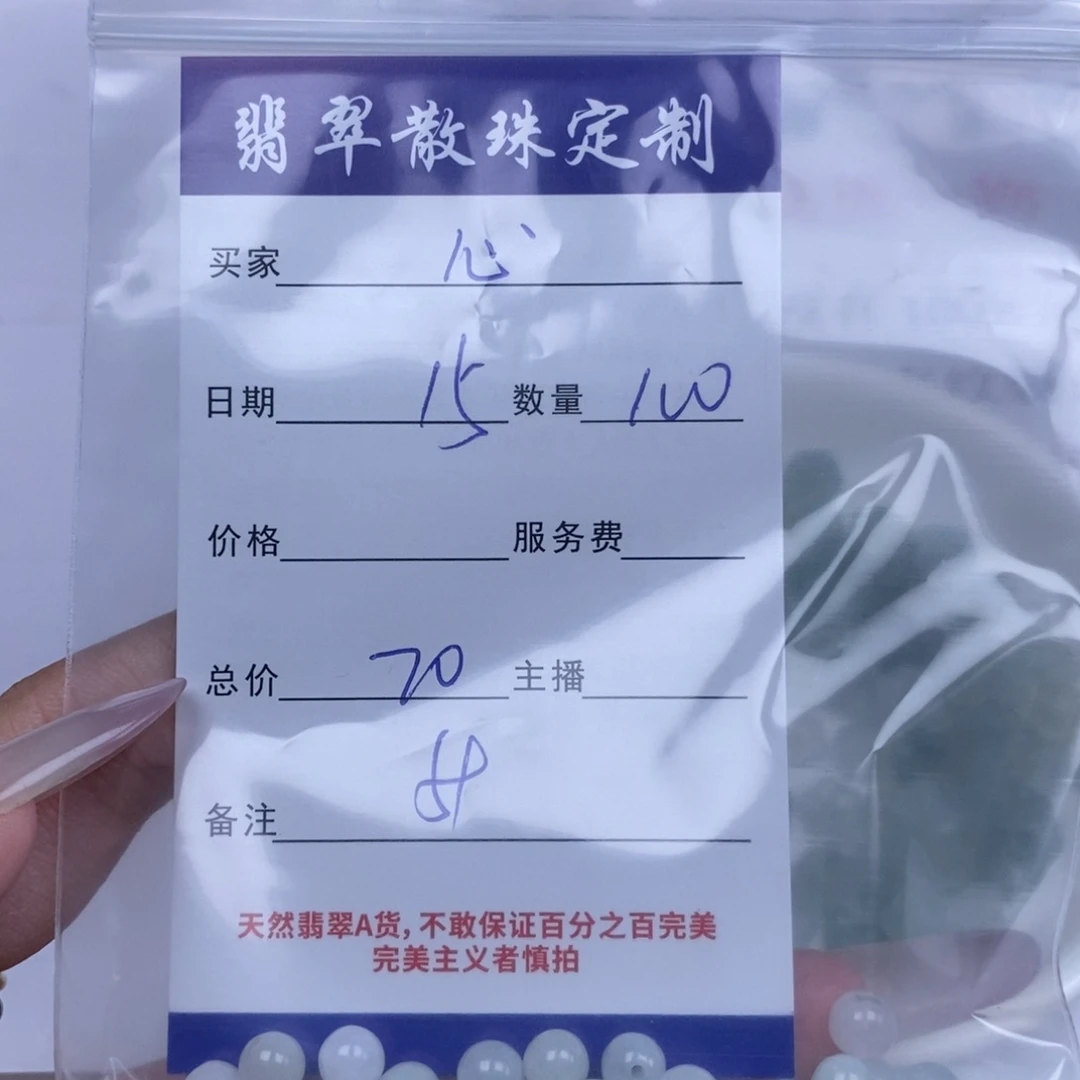 翡翠散珠定制
买家 心
日期 15 数量 100
价格 服务费
总价 70 主播
备注
天然翡翠A货,不敢保证百分之百完美
完美主义者慎拍